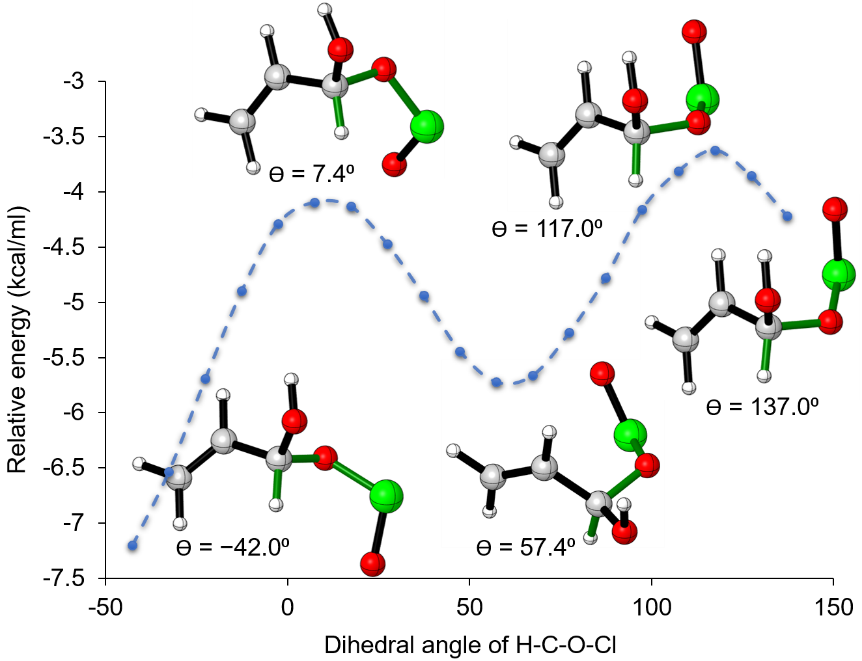 -3
-3.5
-4
-4.5
-5
-5.5
-6
-6.5
-7
-7.5
Relative energy (kcal/ml)
ϴ = 7.4º
ϴ = 117.0º
ϴ = 137.0º
ϴ = −42.0º
ϴ = 57.4º
-50 0 50 100 150
Dihedral angle of H-C-O-Cl